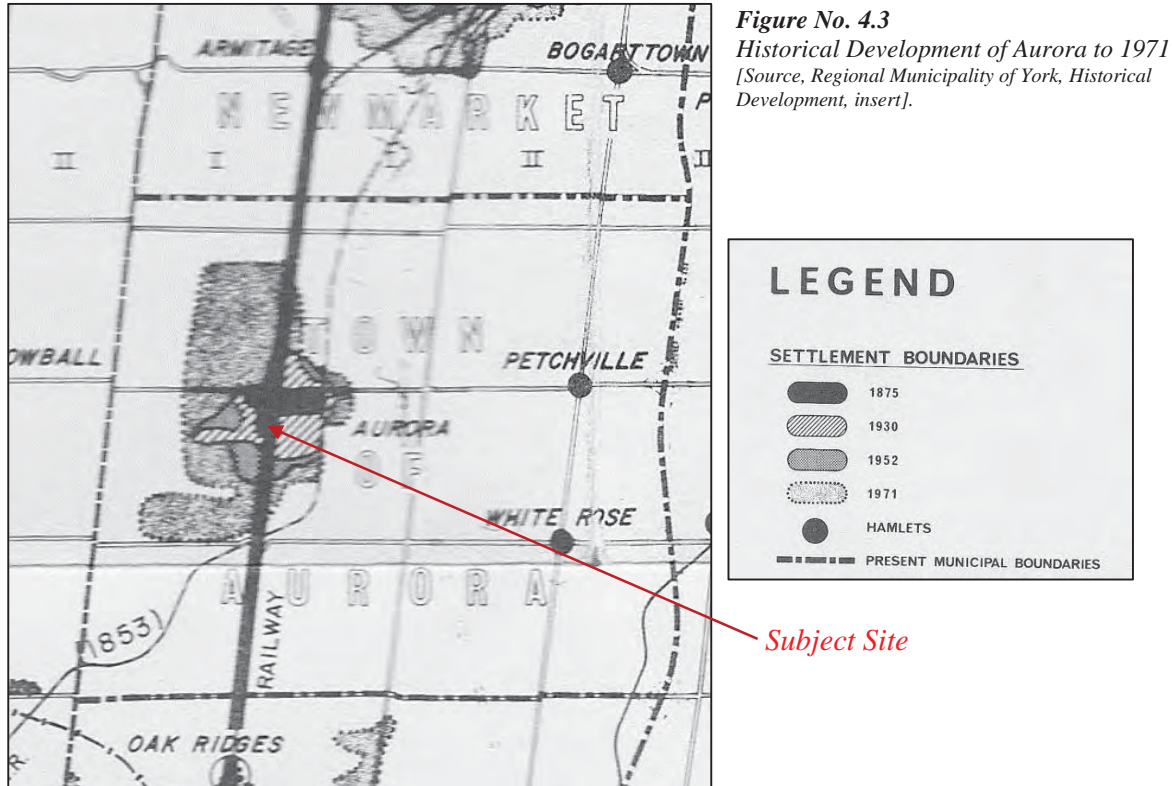 Figure No. 4.3
Historical Development of Aurora to 1971
[Source, Regional Municipality of York, Historical
Development, insert].
ARMITAGE
BOGARTTOWN
NEWMARKET
P
II
I
II
III
TOWN
OWBALL
PETCHVILLE
AURORA
OF
WHITE ROSE
AURORA
(1853)
RAILWAY
OAK RIDGES
R.
LEGEND
SETTLEMENT BOUNDARIES
1875
1930
1952
1971
HAMLETS
PRESENT MUNICIPAL BOUNDARIES
Subject Site